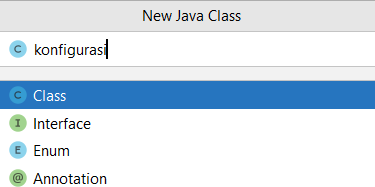 New Java Class
C konfigurasi
C Class
I Interface
E Enum
@ Annotation